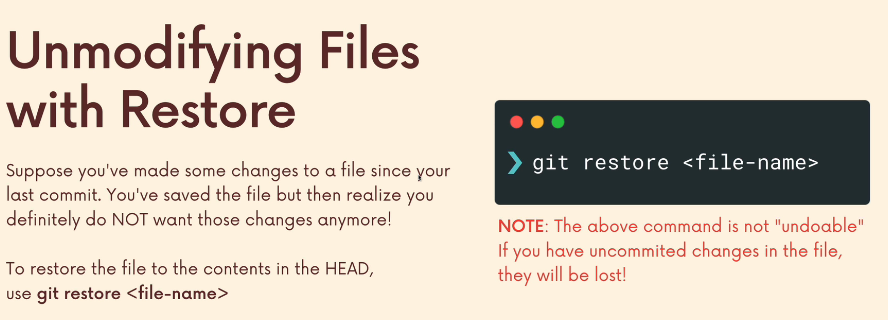 Unmodifying Files
with Restore
Suppose you've made some changes to a file since your
last commit. You've saved the file but then realize you
definitely do NOT want those changes anymore!
To restore the file to the contents in the HEAD,
use git restore <file-name>
❯ git restore <file-name>
NOTE: The above command is not "undoable"
If you have uncommited changes in the file,
they will be lost!